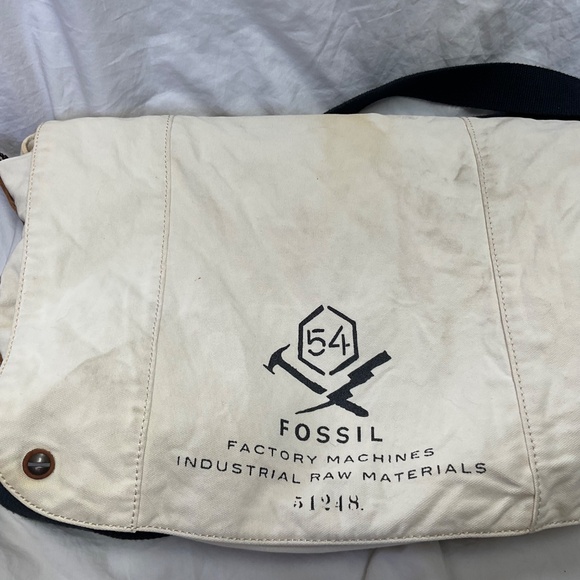 54
FOSSIL
FACTORY MACHINES
INDUSTRIAL RAW MATERIALS
51248.